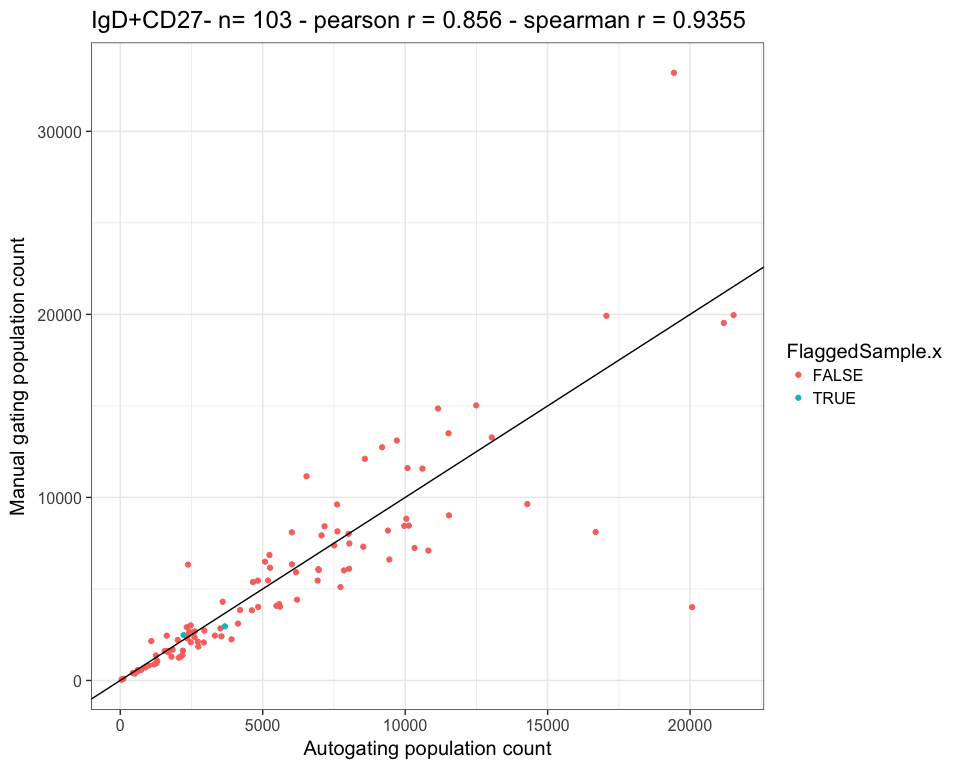 IgD+CD27- n= 103 - pearson r = 0.856 - spearman r = 0.9355
Manual gating population count
30000
20000
10000
0
0 5000 10000 15000 20000
Autogating population count
FlaggedSample.x
FALSE
TRUE